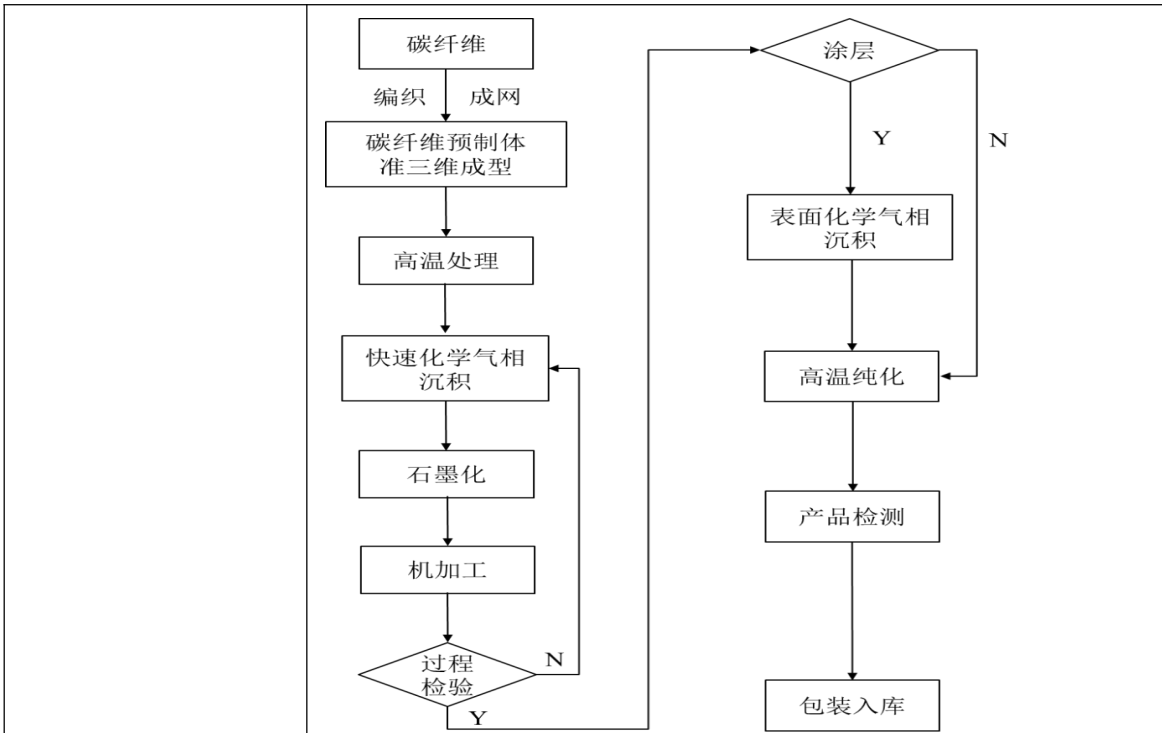 碳纤维
编织 成网
碳纤维预制体
准三维成型
高温处理
快速化学气相
沉积
石墨化
机加工
过程
检验
N
Y
涂层
Y
N
表面化学气相
沉积
高温纯化
产品检测
包装入库